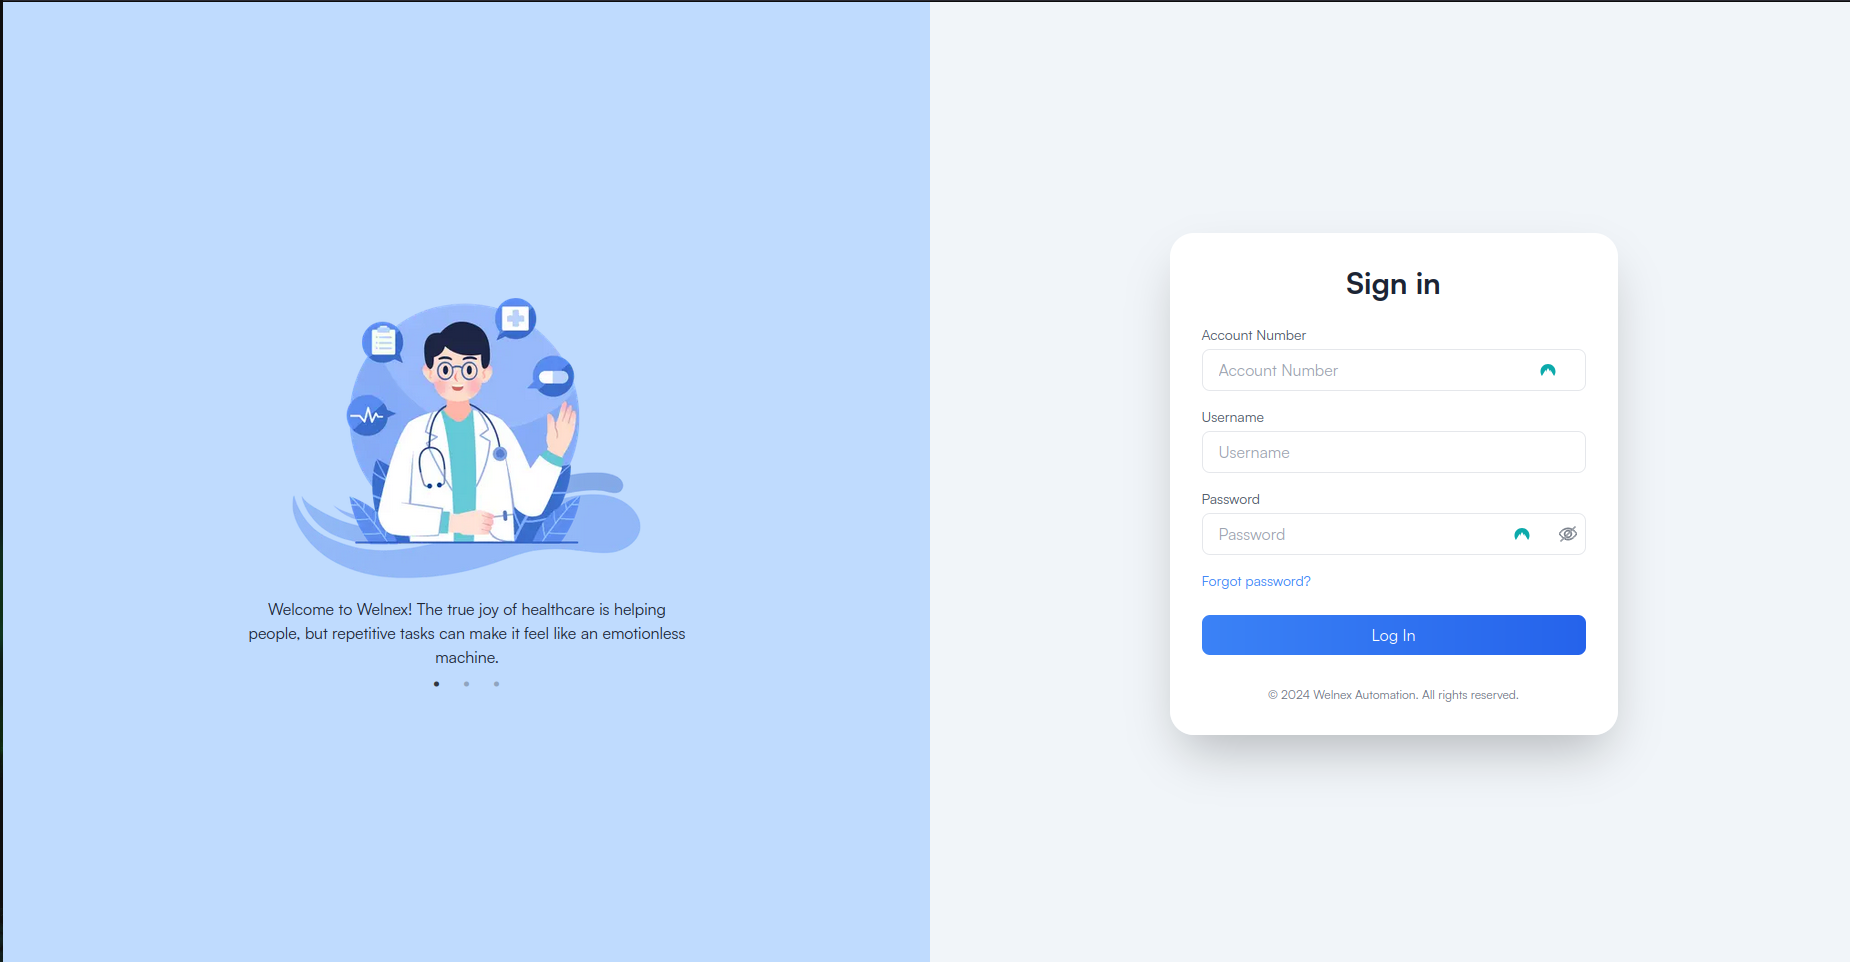 Welcome to Welnex! The true joy of healthcare is helping
people, but repetitive tasks can make it feel like an emotionless
machine.
Sign in
Account Number
Account Number
Username
Username
Password
Password
Forgot password?
Log In
© 2024 Welnex Automation. All rights reserved.